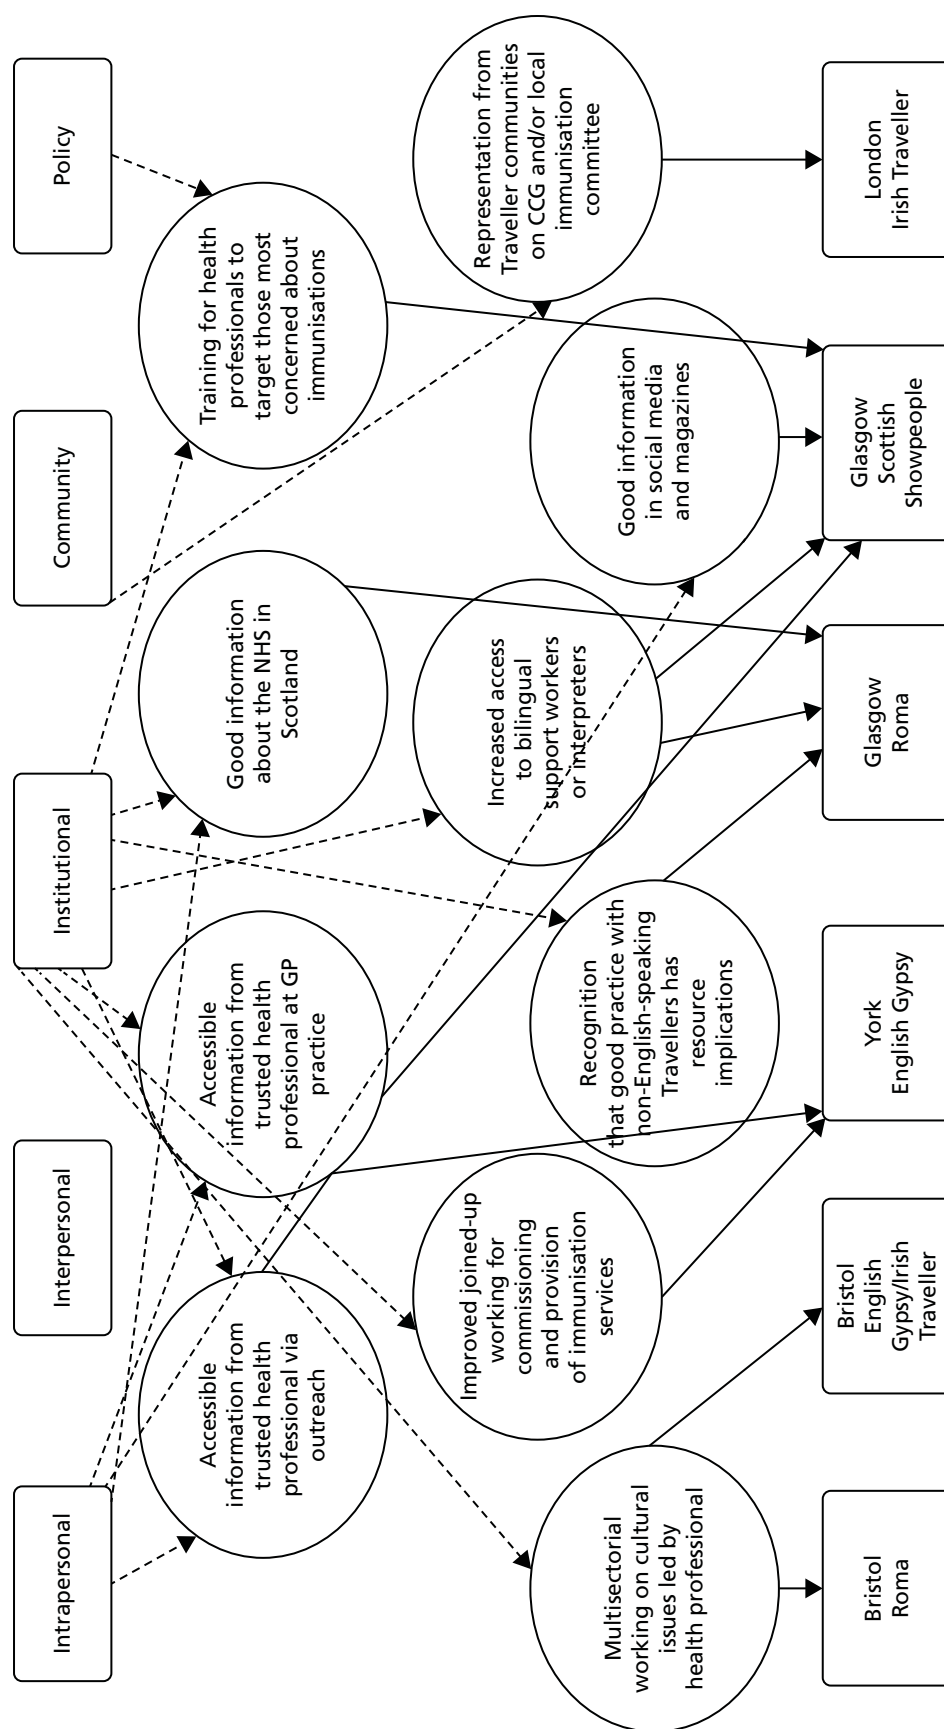 Intrapersonal
Interpersonal
Institutional
Community
Policy
Accessible
information from
trusted health
professional via
outreach
Accessible
information from
trusted health
professional at GP
practice
Good information
about the NHS in
Scotland
Training for health
professionals to
target those most
concerned about
immunisations
Improved joined-up
working for
commissioning
and provision
of immunisation
services
Increased access
to bilingual
support workers
or interpreters
Representation from
Traveller communities
on CCG and/or local
immunisation
committee
Multisectorial
working on cultural
issues led by
health professional
Recognition
that good practice with
non-English-speaking
Travellers has
resource
implications
Good information
in social media
and magazines
Bristol
Roma
Bristol
English
Gypsy/Irish
Traveller
York
English Gypsy
Glasgow
Roma
Glasgow
Scottish
Showpeople
London
Irish Traveller